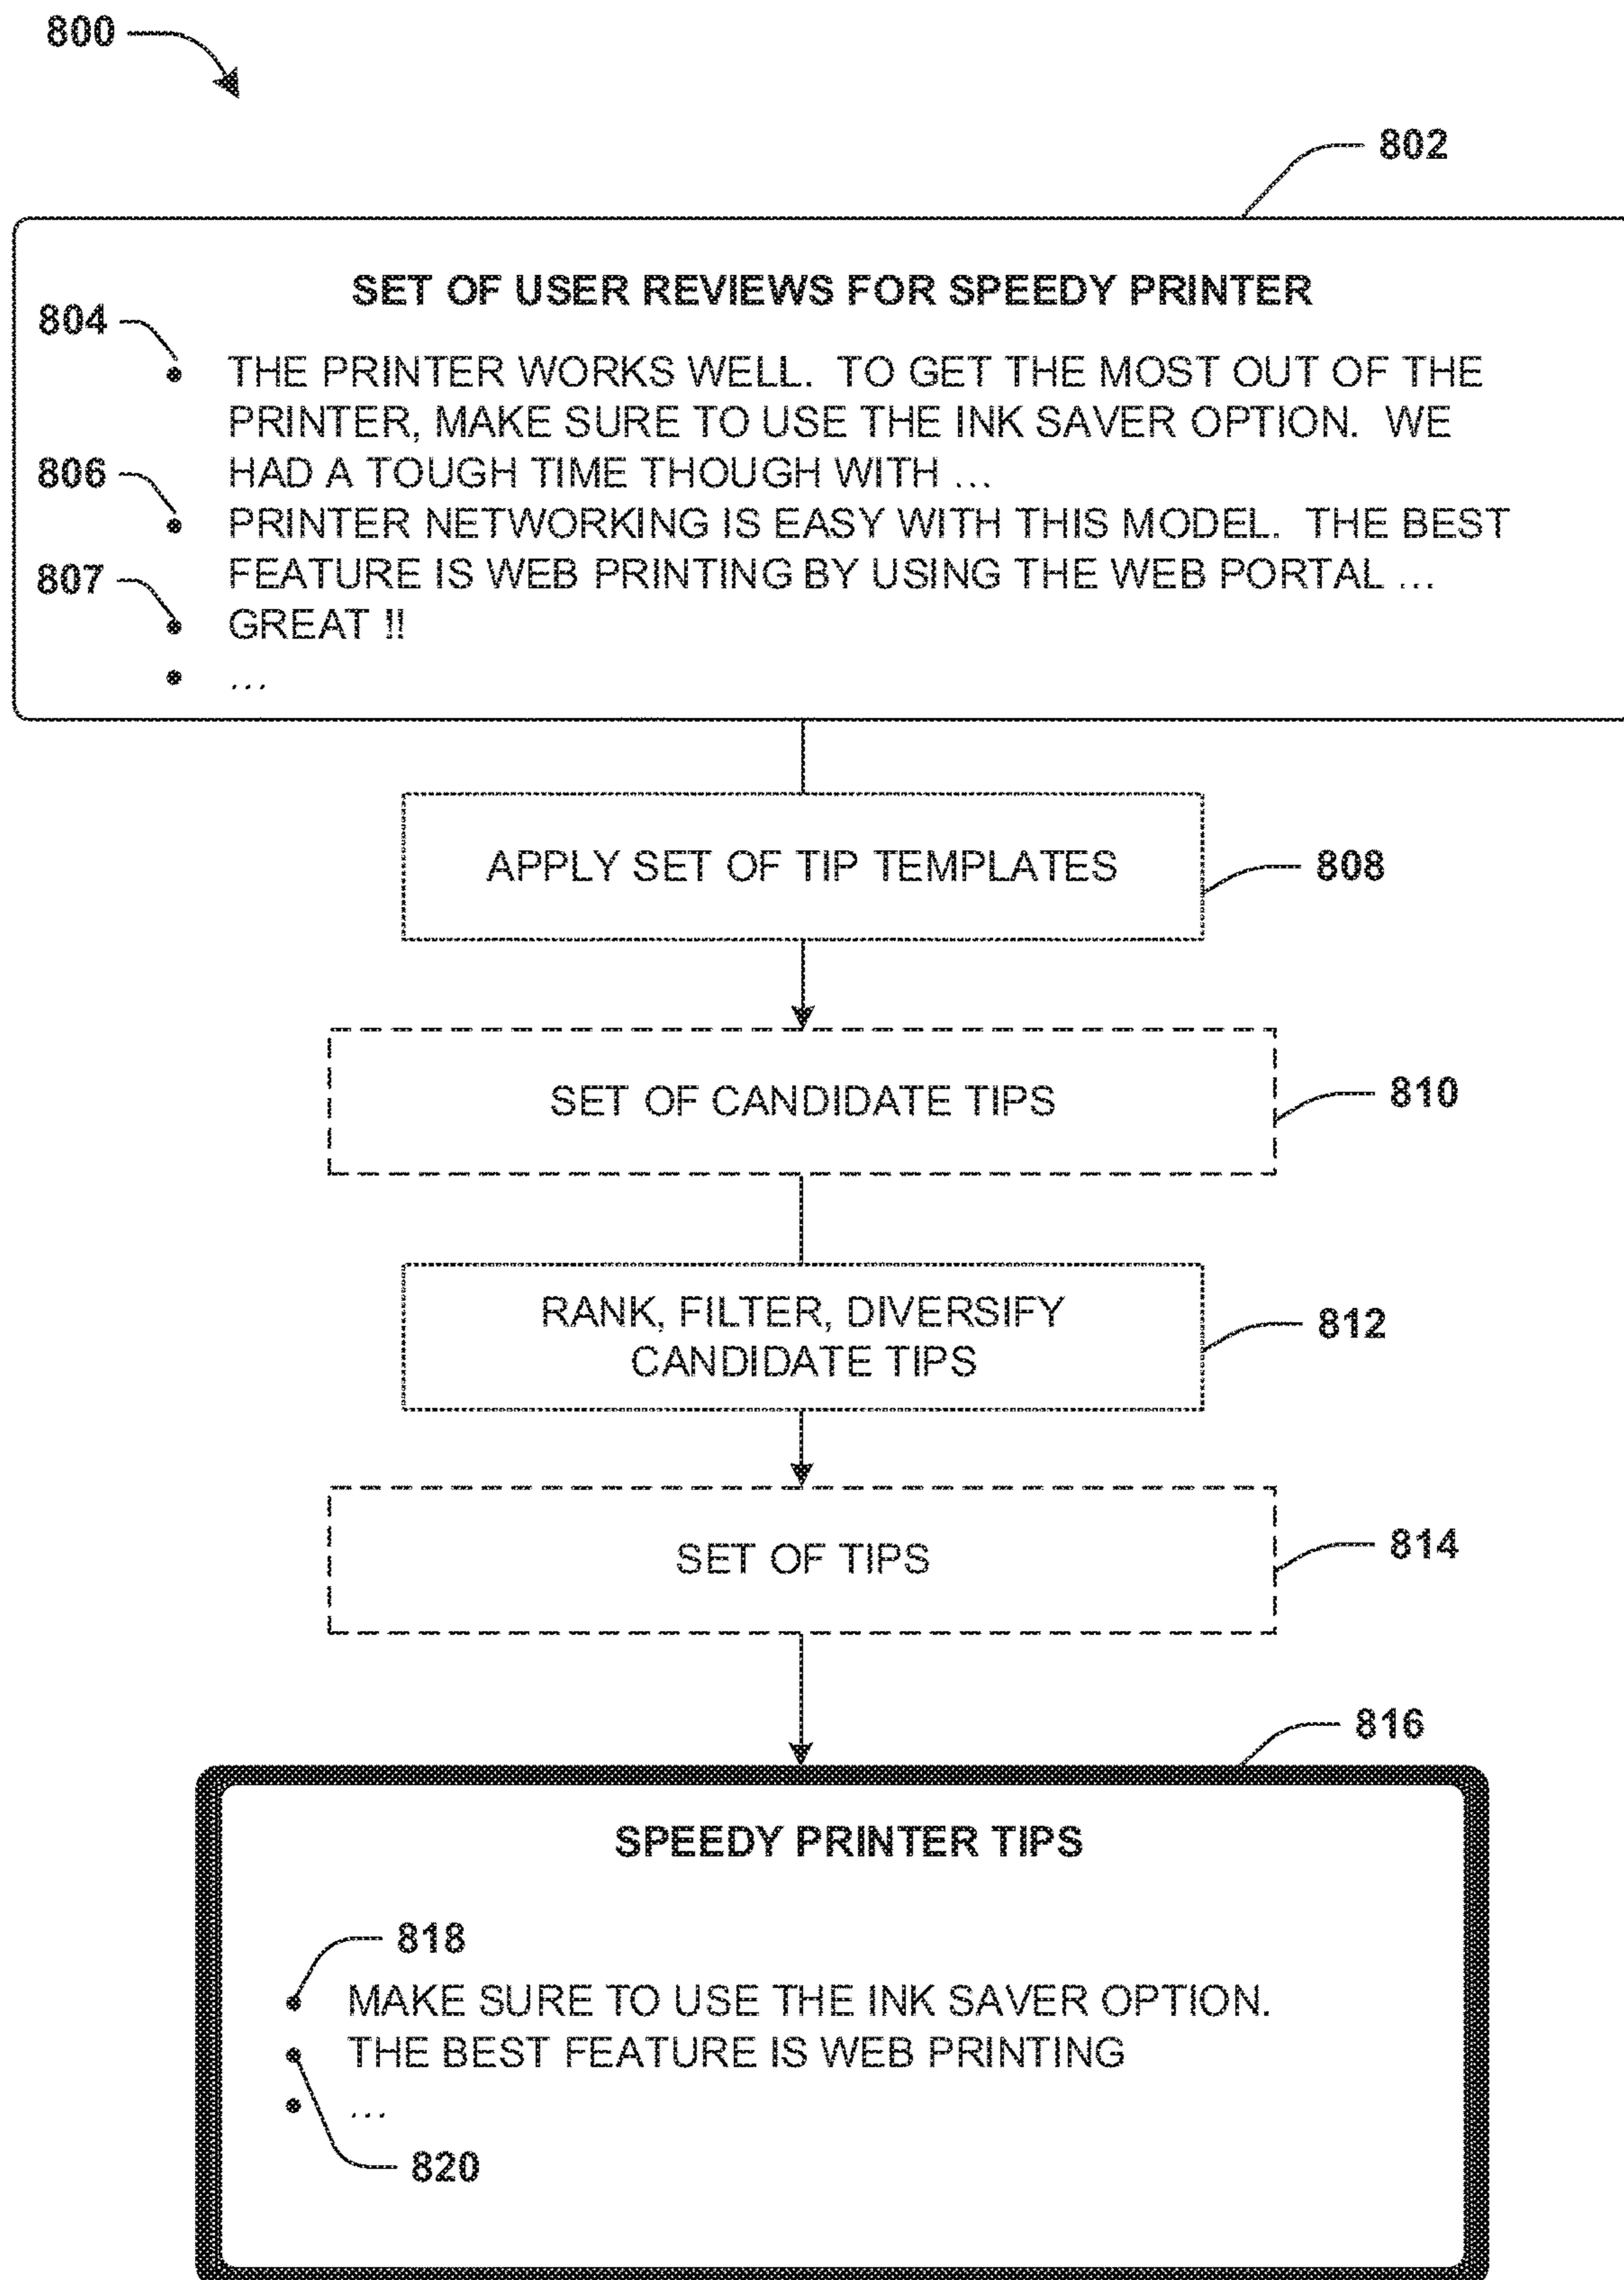 800
802
SET OF USER REVIEWS FOR SPEEDY PRINTER
804
• THE PRINTER WORKS WELL. TO GET THE MOST OUT OF THE
PRINTER, MAKE SURE TO USE THE INK SAVER OPTION. WE
HAD A TOUGH TIME THOUGH WITH ...
806
• PRINTER NETWORKING IS EASY WITH THIS MODEL. THE BEST
FEATURE IS WEB PRINTING BY USING THE WEB PORTAL ...
807
• GREAT !!
• ...
APPLY SET OF TIP TEMPLATES
808
SET OF CANDIDATE TIPS
810
RANK, FILTER, DIVERSIFY
CANDIDATE TIPS
812
SET OF TIPS
814
816
SPEEDY PRINTER TIPS
818
• MAKE SURE TO USE THE INK SAVER OPTION.
• THE BEST FEATURE IS WEB PRINTING
• ...
820